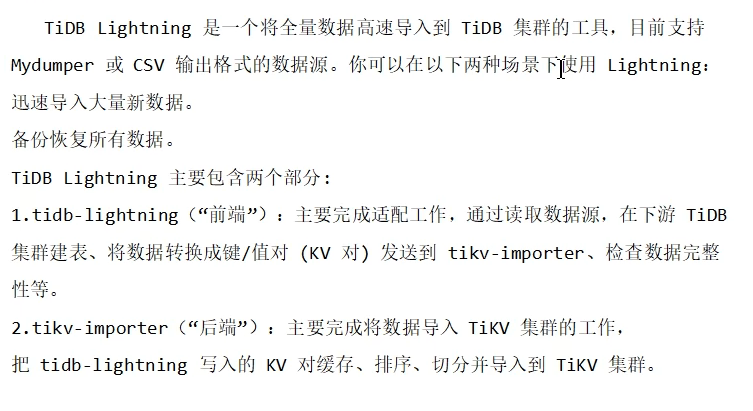 TiDB Lightning 是一个将全量数据高速导入到 TiDB 集群的工具，目前支持
Mydumper 或 CSV 输出格式的数据源。你可以在以下两种场景下使用 Lightning：
迅速导入大量新数据。
备份恢复所有数据。
TiDB Lightning 主要包含两个部分：
1.tidb-lightning（“前端”）：主要完成适配工作，通过读取数据源，在下游 TiDB
集群建表、将数据转换成键/值对 (KV 对) 发送到 tikv-importer、检查数据完整
性等。
2.tikv-importer（“后端”）：主要完成将数据导入 TiKV 集群的工作，
把 tidb-lightning 写入的 KV 对缓存、排序、切分并导入到 TiKV 集群。